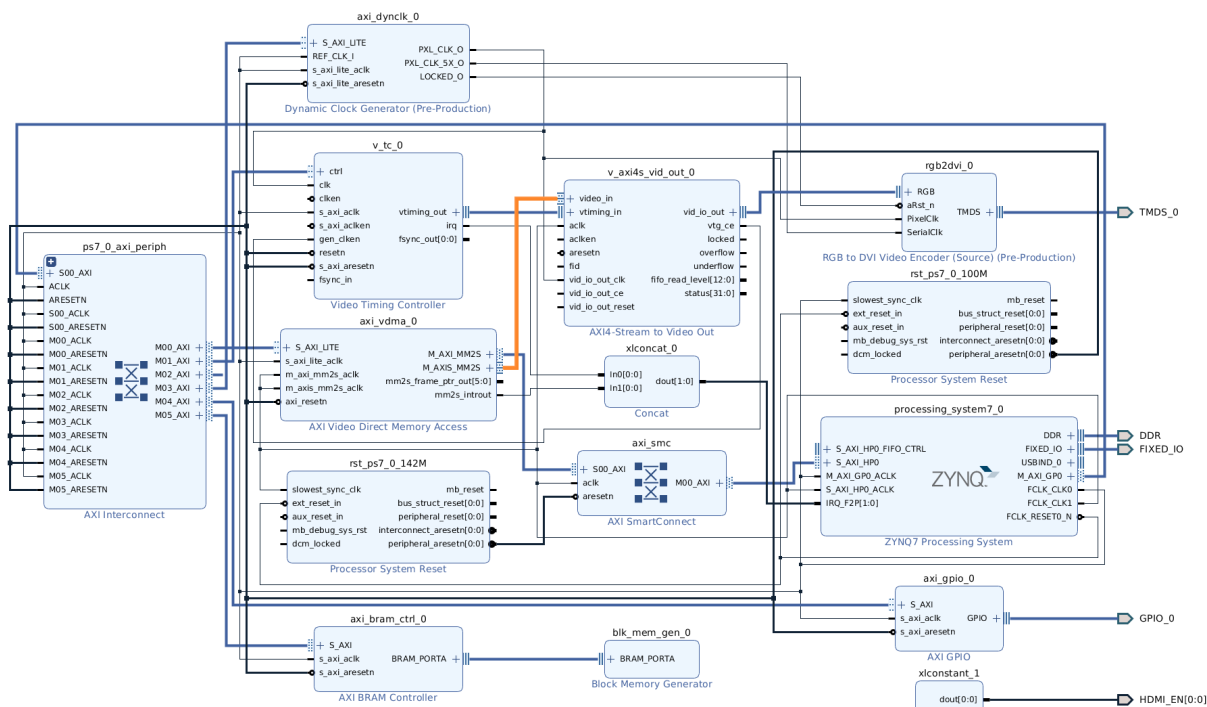 axi_dynclk_0
S_AXI_LITE
REF_CLK_I
s_axi_lite_aclk
s_axi_lite_aresetn
PXL_CLK_O
PXL_CLK_5X_O
LOCKED_O
Dynamic Clock Generator (Pre-Production)
v_tc_0
ctrl
clk
clken
s_axi_aclk
s_axi_aclken
gen_clken
resetn
s_axi_aresetn
fsync_in
vtiming_out
irq
fsync_out[0:0]
Video Timing Controller
v_axi4s_vid_out_0
video_in
vtiming_in
aclk
aclken
aresetn
fid
vid_io_out_clk
vid_io_out_ce
vid_io_out_reset
vid_io_out
vtg_ce
locked
overflow
underflow
fifo_read_level[12:0]
status[31:0]
AXI4-Stream to Video Out
rgb2dvi_0
RGB
aRst_n
PixelClk
SerialClk
TMDS
RGB to DVI Video Encoder (Source) (Pre-Production)
TMDS_0
ps7_0_axi_periph
S00_AXI
ACLK
ARESETN
S00_ACLK
S00_ARESETN
M00_ACLK
M00_ARESETN
M01_ACLK
M01_ARESETN
M02_ACLK
M02_ARESETN
M03_ACLK
M03_ARESETN
M04_ACLK
M04_ARESETN
M05_ACLK
M05_ARESETN
M00_AXI
M01_AXI
M02_AXI
M03_AXI
M04_AXI
M05_AXI
AXI Interconnect
axi_vdma_0
S_AXI_LITE
s_axi_lite_aclk
m_axi_mm2s_aclk
m_axis_mm2s_aclk
axi_resetn
M_AXI_MM2S
M_AXIS_MM2S
mm2s_frame_ptr_out[5:0]
mm2s_introut
AXI Video Direct Memory Access
xlconcat_0
In0[0:0]
In1[0:0]
dout[1:0]
Concat
rst_ps7_0_100M
slowest_sync_clk
ext_reset_in
aux_reset_in
mb_debug_sys_rst
dcm_locked
mb_reset
bus_struct_reset[0:0]
peripheral_reset[0:0]
interconnect_aresetn[0:0]
peripheral_aresetn[0:0]
Processor System Reset
rst_ps7_0_142M
slowest_sync_clk
ext_reset_in
aux_reset_in
mb_debug_sys_rst
dcm_locked
mb_reset
bus_struct_reset[0:0]
peripheral_reset[0:0]
interconnect_aresetn[0:0]
peripheral_aresetn[0:0]
Processor System Reset
axi_smc
S00_AXI
aclk
aresetn
M00_AXI
AXI SmartConnect
processing_system7_0
S_AXI_HP0_FIFO_CTRL
S_AXI_HP0
M_AXI_GP0_ACLK
S_AXI_HP0_ACLK
IRQ_F2P[1:0]
ZYNQ
DDR
FIXED_IO
USBIND_0
M_AXI_GP0
FCLK_CLK0
FCLK_CLK1
FCLK_RESET0_N
ZYNQ7 Processing System
DDR
FIXED_IO
axi_gpio_0
S_AXI
s_axi_aclk
s_axi_aresetn
GPIO
AXI GPIO
GPIO_0
axi_bram_ctrl_0
S_AXI
s_axi_aclk
s_axi_aresetn
BRAM_PORTA
AXI BRAM Controller
blk_mem_gen_0
BRAM_PORTA
Block Memory Generator
xlconstant_1
dout[0:0]
HDMI_EN[0:0]